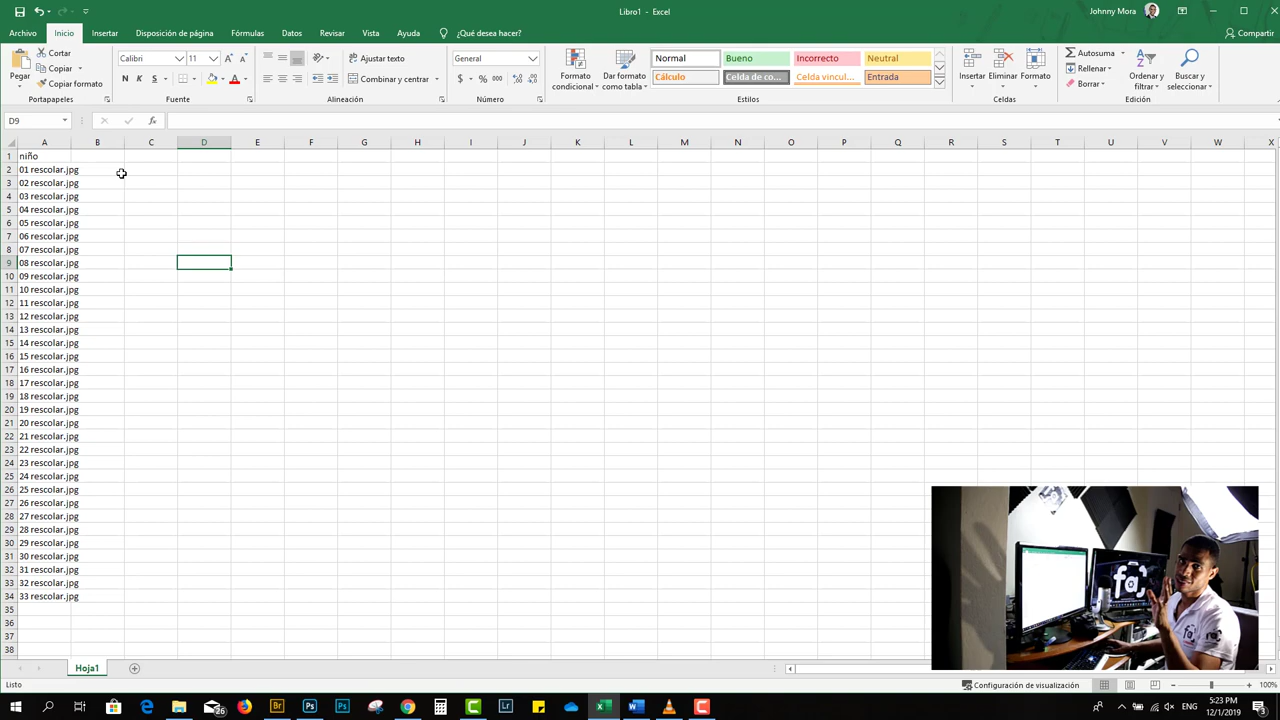 Libro1 - Excel
Johnny Mora
Archivo Inicio Insertar Disposición de página Fórmulas Datos Revisar Vista Ayuda ¿Qué desea hacer? Compartir
Pegar
Cortar
Copiar
Copiar formato
Portapapeles
Calibri 11
N K S
Fuente
Ajustar texto
Combinar y centrar
Alineación
General
$ % 000
Número
Formato condicional
Dar formato como tabla
Normal Bueno Incorrecto Neutral
Cálculo Celda de co... Celda vincul... Entrada
Estilos
Insertar Eliminar Formato
Celdas
Autosuma
Rellenar
Borrar
Ordenar y filtrar
Buscar y seleccionar
Edición
D9 fx
A B C D E F G H I J K L M N O P Q R S T U V W X
1 niño
2 01 rescolar.jpg
3 02 rescolar.jpg
4 03 rescolar.jpg
5 04 rescolar.jpg
6 05 rescolar.jpg
7 06 rescolar.jpg
8 07 rescolar.jpg
9 08 rescolar.jpg
10 09 rescolar.jpg
11 10 rescolar.jpg
12 11 rescolar.jpg
13 12 rescolar.jpg
14 13 rescolar.jpg
15 14 rescolar.jpg
16 15 rescolar.jpg
17 16 rescolar.jpg
18 17 rescolar.jpg
19 18 rescolar.jpg
20 19 rescolar.jpg
21 20 rescolar.jpg
22 21 rescolar.jpg
23 22 rescolar.jpg
24 23 rescolar.jpg
25 24 rescolar.jpg
26 25 rescolar.jpg
27 26 rescolar.jpg
28 27 rescolar.jpg
29 28 rescolar.jpg
30 29 rescolar.jpg
31 30 rescolar.jpg
32 31 rescolar.jpg
33 32 rescolar.jpg
34 33 rescolar.jpg
35
36
37
38
Hoja1
Listo
Configuración de visualización
100%
26
Br Ps Ps
5:23 PM
12/1/2019